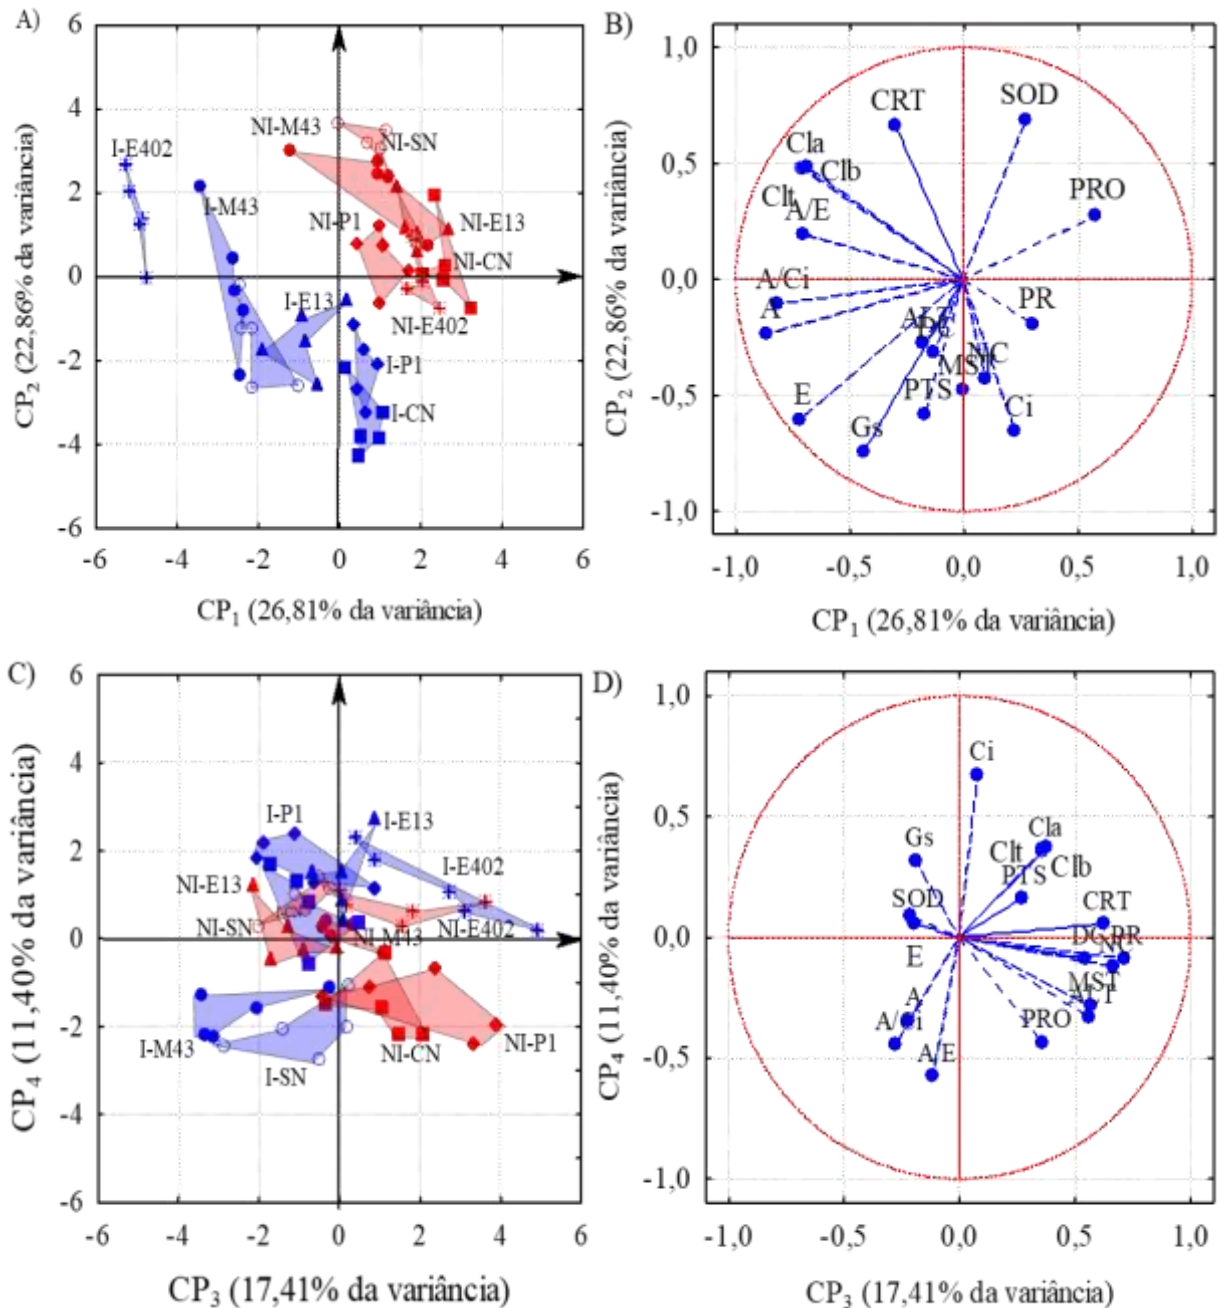 A)
6
4
2
0
-2
-4
-6
-6 -4 -2 0 2 4 6
CP2 (22,86% da variância)
CP1 (26,81% da variância)
I-E402
I-M43
NI-M43
NI-SN
NI-P1
NI-E13
NI-CN
NI-E402
I-E13
I-P1
I-CN
B)
1,0
0,5
0,0
-0,5
-1,0
-1,0 -0,5 0,0 0,5 1,0
CP2 (22,86% da variância)
CP1 (26,81% da variância)
CRT
SOD
Cla
Clb
PRO
Clt
A/E
A/Ci
A
PR
ALT
DC
NC
MST
E
PTS
Gs
Ci
C)
6
4
2
0
-2
-4
-6
-6 -4 -2 0 2 4 6
CP4 (11,40% da variância)
CP3 (17,41% da variância)
I-P1
I-E13
I-E402
NI-E13
NI-SN
NI-M43
NI-E402
I-M43
I-SN
NI-CN
NI-P1
D)
1,0
0,5
0,0
-0,5
-1,0
-1,0 -0,5 0,0 0,5 1,0
CP4 (11,40% da variância)
CP3 (17,41% da variância)
Ci
Gs
Cla
Clt
Clb
PTS
SOD
CRT
E
DC
PR
NC
MST
ALT
A
A/Ci
PRO
A/E